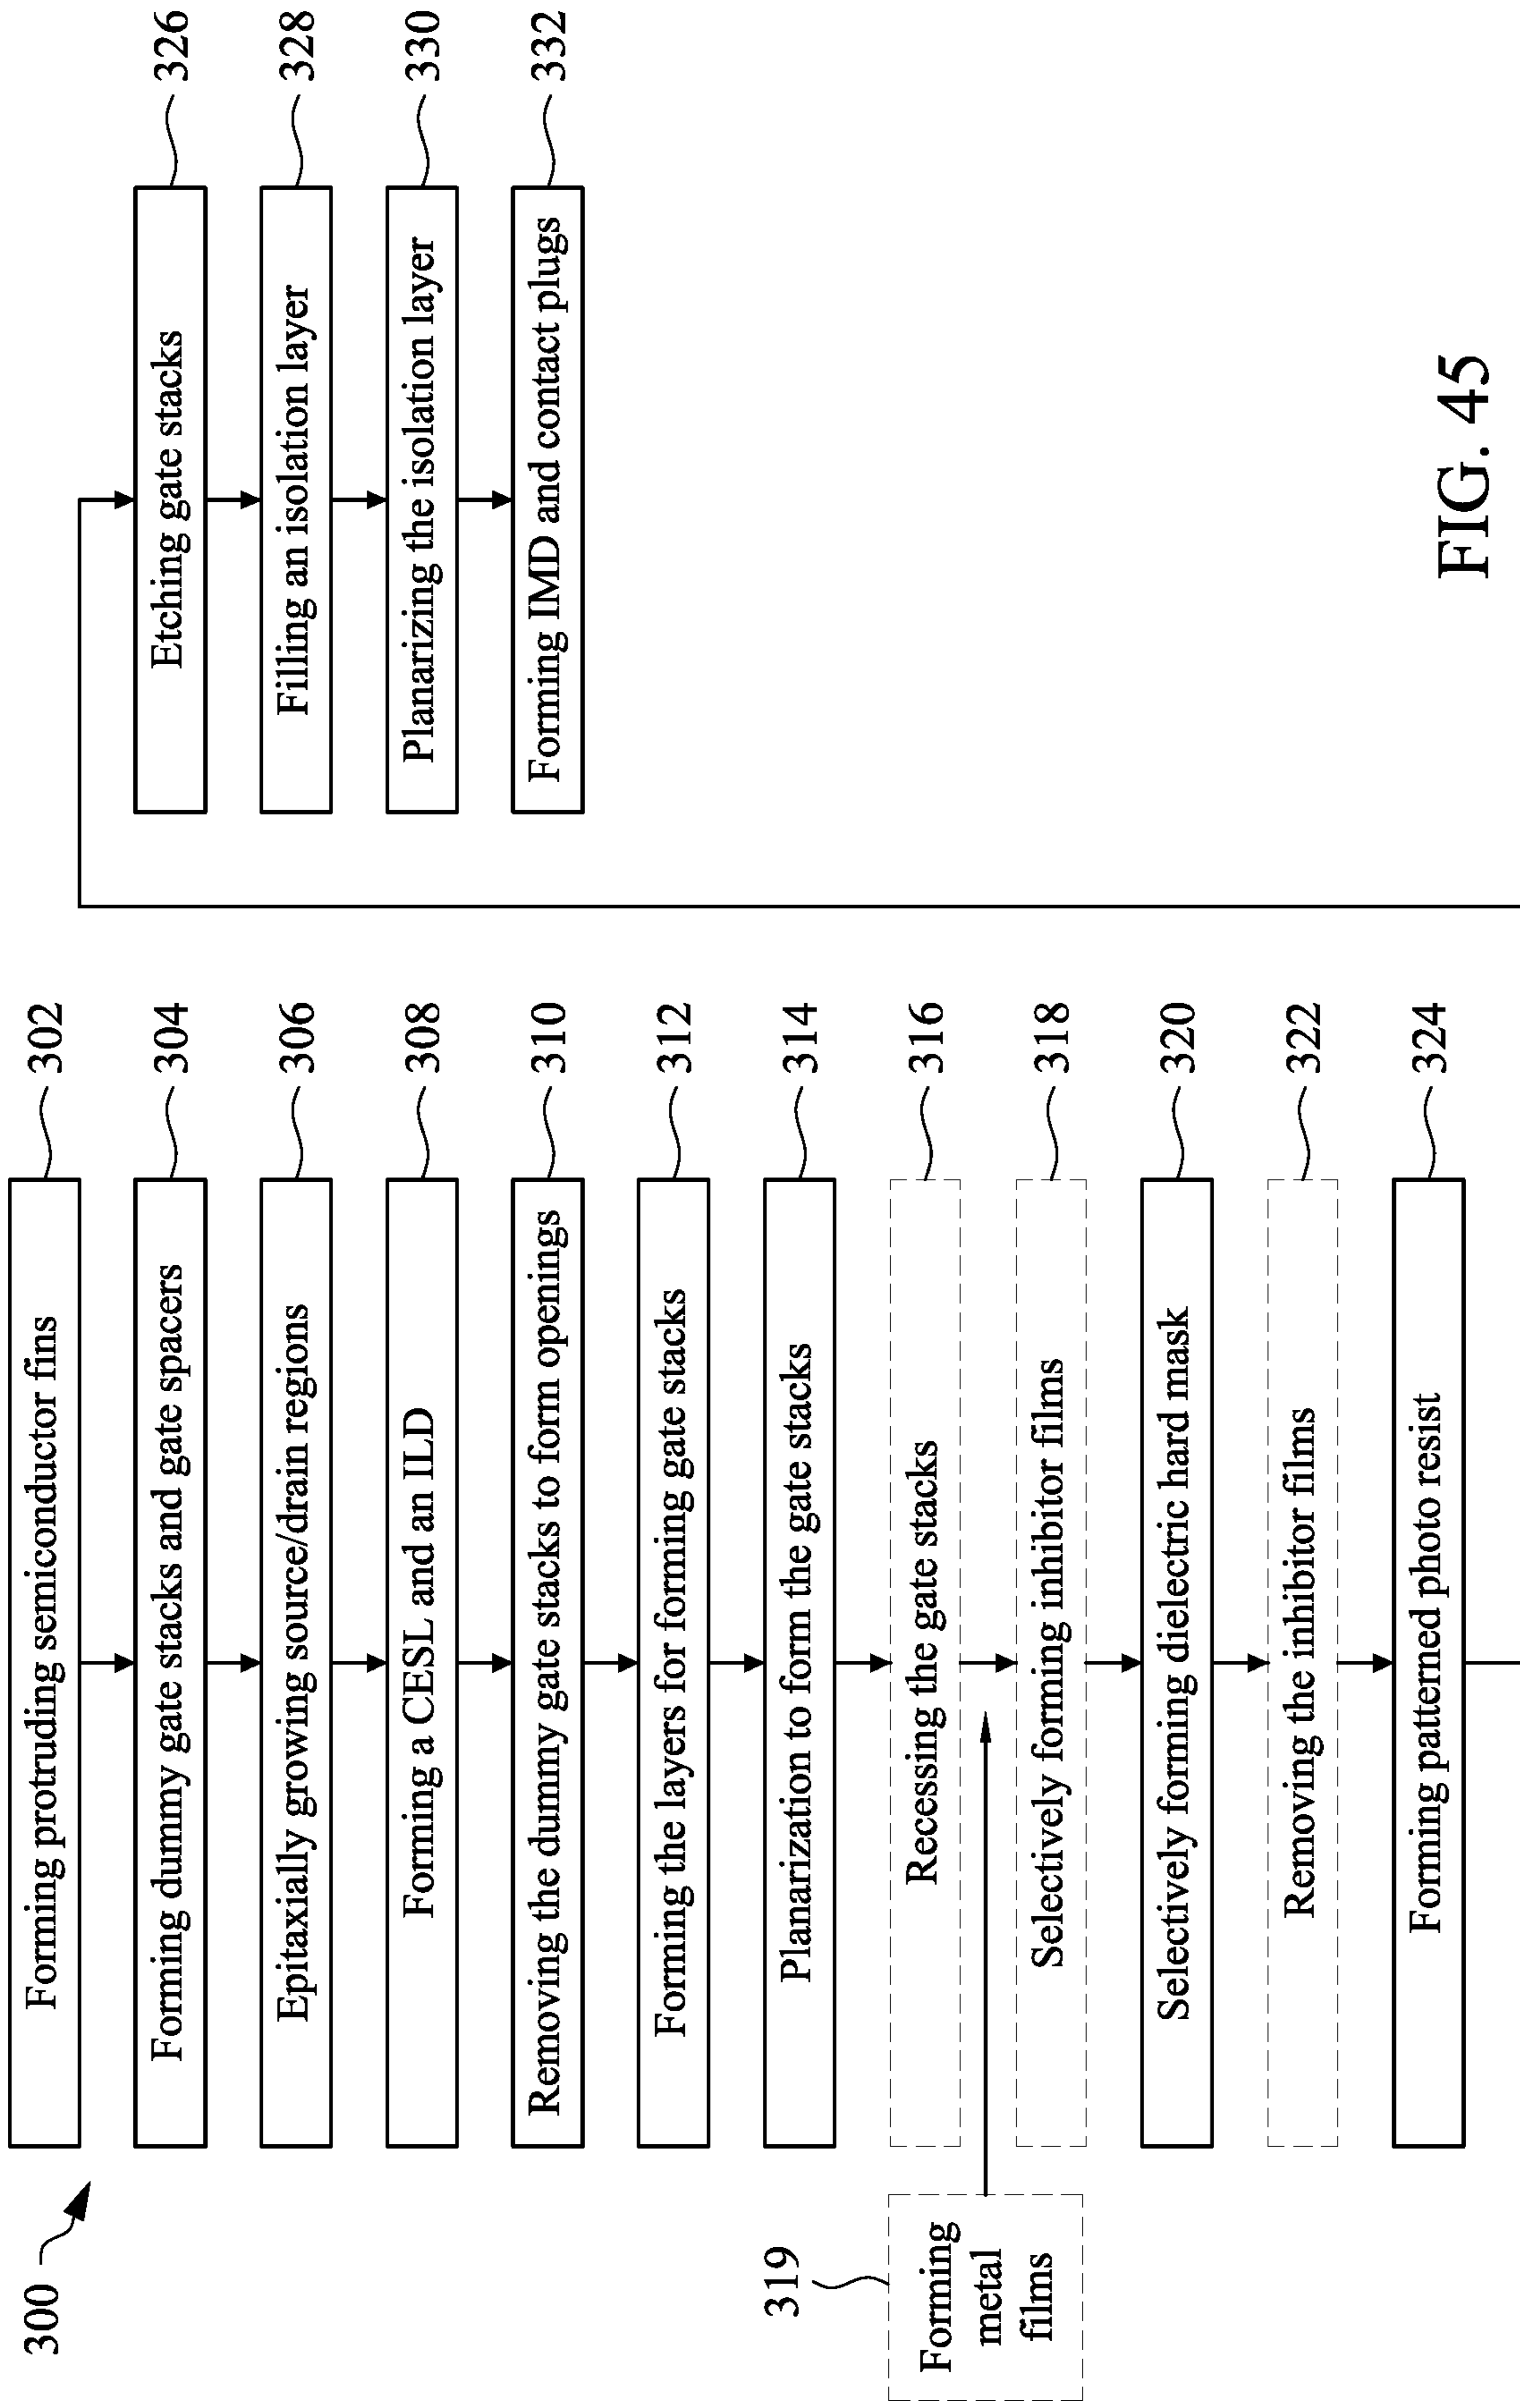 300
Forming protruding semiconductor fins
302
Forming dummy gate stacks and gate spacers
304
Epitaxially growing source/drain regions
306
Forming a CESL and an ILD
308
Removing the dummy gate stacks to form openings
310
Forming the layers for forming gate stacks
312
Planarization to form the gate stacks
314
Recessing the gate stacks
316
319
Forming
metal
films
Selectively forming inhibitor films
318
Selectively forming dielectric hard mask
320
Removing the inhibitor films
322
Forming patterned photo resist
324
Etching gate stacks
326
Filling an isolation layer
328
Planarizing the isolation layer
330
Forming IMD and contact plugs
332
FIG. 45